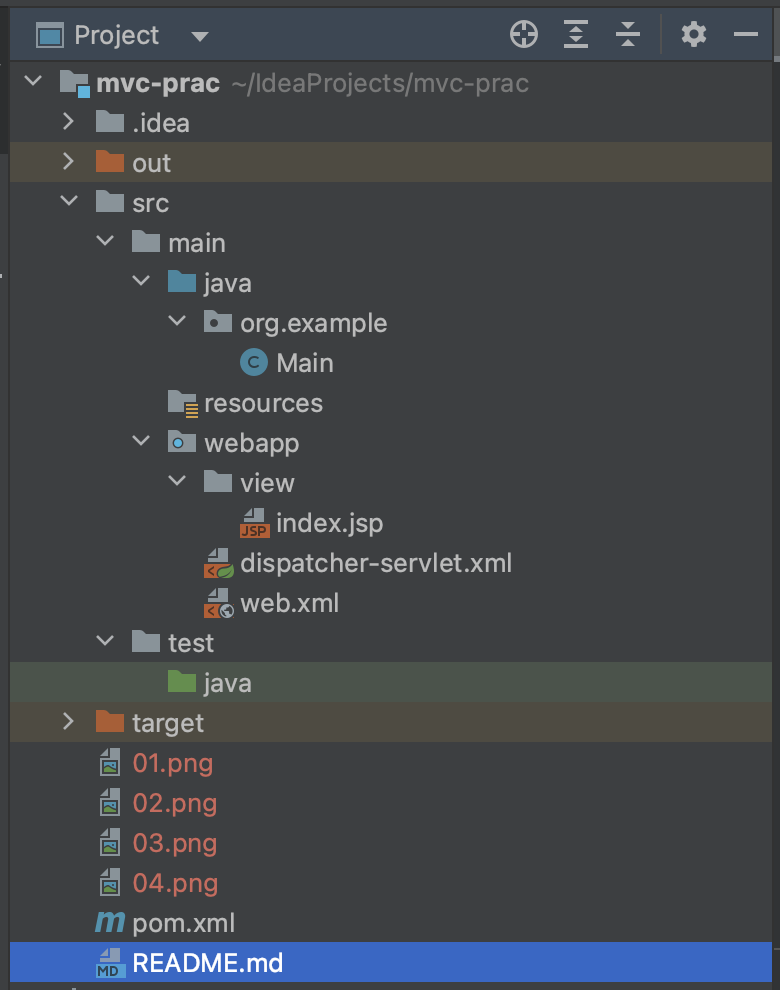 Project
mvc-prac ~/IdeaProjects/mvc-prac
.idea
out
src
main
java
org.example
C Main
resources
webapp
view
JSP index.jsp
dispatcher-servlet.xml
web.xml
test
java
target
01.png
02.png
03.png
04.png
m pom.xml
MD README.md